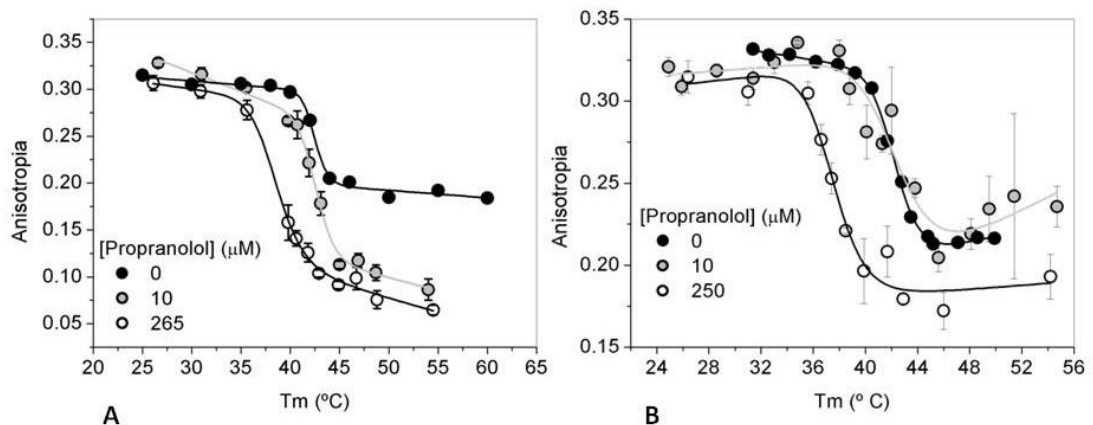 0.35
0.30
0.25
0.20
0.15
0.10
0.05
Anisotropia
[Propranolol] (μM)
0
10
265
20 25 30 35 40 45 50 55 60 65
Tm (ºC)
A
0.35
0.30
0.25
0.20
0.15
Anisotropia
[Propranolol] (μM)
0
10
250
24 28 32 36 40 44 48 52 56
Tm (º C)
B